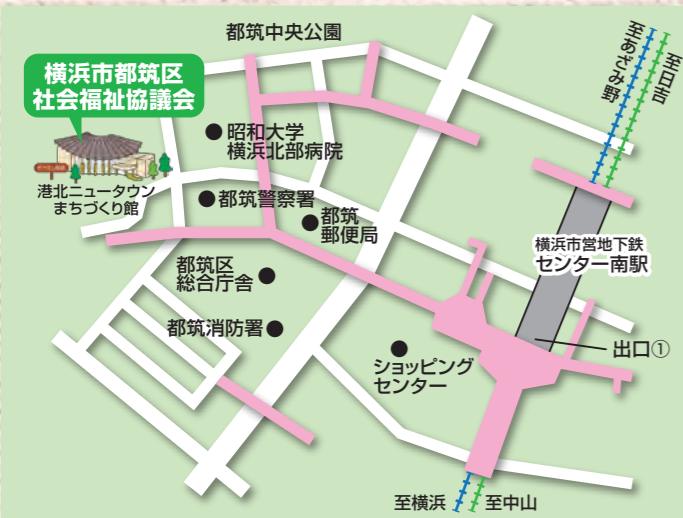 都筑中央公園
横浜市都筑区
社会福祉協議会
至あざみ野
至日吉
昭和大学
横浜北部病院
港北ニュータウン
まちづくり館
都筑警察署
都筑
郵便局
横浜市営地下鉄
センター南駅
都筑区
総合庁舎
都筑消防署
出口①
ショッピング
センター
至横浜
至中山